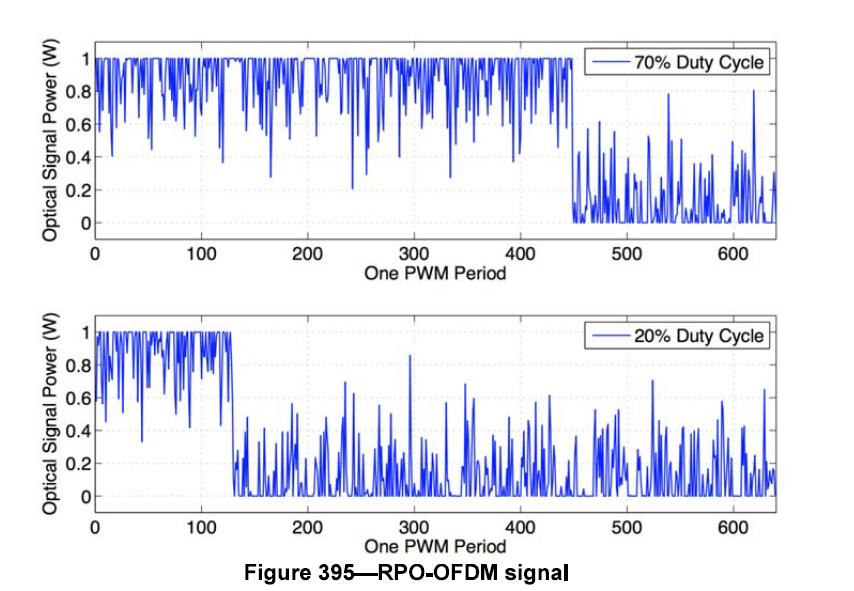 70% Duty Cycle
Optical Signal Power (W)
1
0.8
0.6
0.4
0.2
0
0 100 200 300 400 500 600
One PWM Period
20% Duty Cycle
Optical Signal Power (W)
1
0.8
0.6
0.4
0.2
0
0 100 200 300 400 500 600
One PWM Period
Figure 395—RPO-OFDM signal